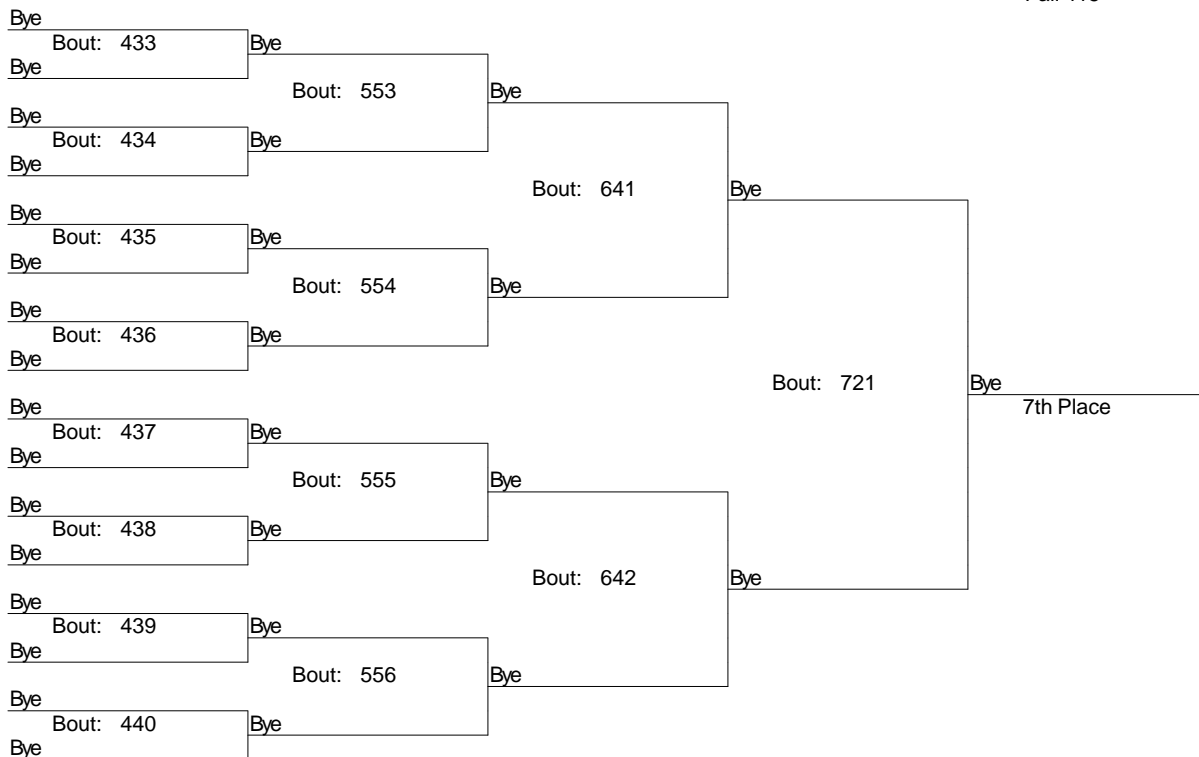 Bye
Bout: 433 Bye
Bye
Bout: 553 Bye
Bye
Bout: 434 Bye
Bye
Bout: 641 Bye
Bye
Bout: 435 Bye
Bye
Bout: 554 Bye
Bye
Bout: 436 Bye
Bye
Bout: 721 Bye
7th Place
Bye
Bout: 437 Bye
Bye
Bout: 555 Bye
Bye
Bout: 438 Bye
Bye
Bout: 642 Bye
Bye
Bout: 439 Bye
Bye
Bout: 556 Bye
Bye
Bout: 440 Bye
Bye